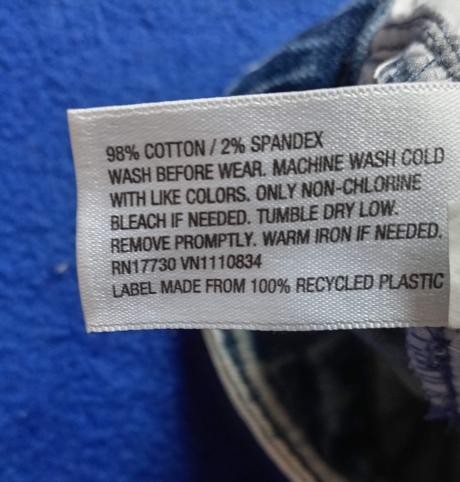 98% COTTON / 2% SPANDEX
WASH BEFORE WEAR. MACHINE WASH COLD
WITH LIKE COLORS. ONLY NON-CHLORINE
BLEACH IF NEEDED. TUMBLE DRY LOW.
REMOVE PROMPTLY. WARM IRON IF NEEDED.
RN17730 VN1110834
LABEL MADE FROM 100% RECYCLED PLASTIC